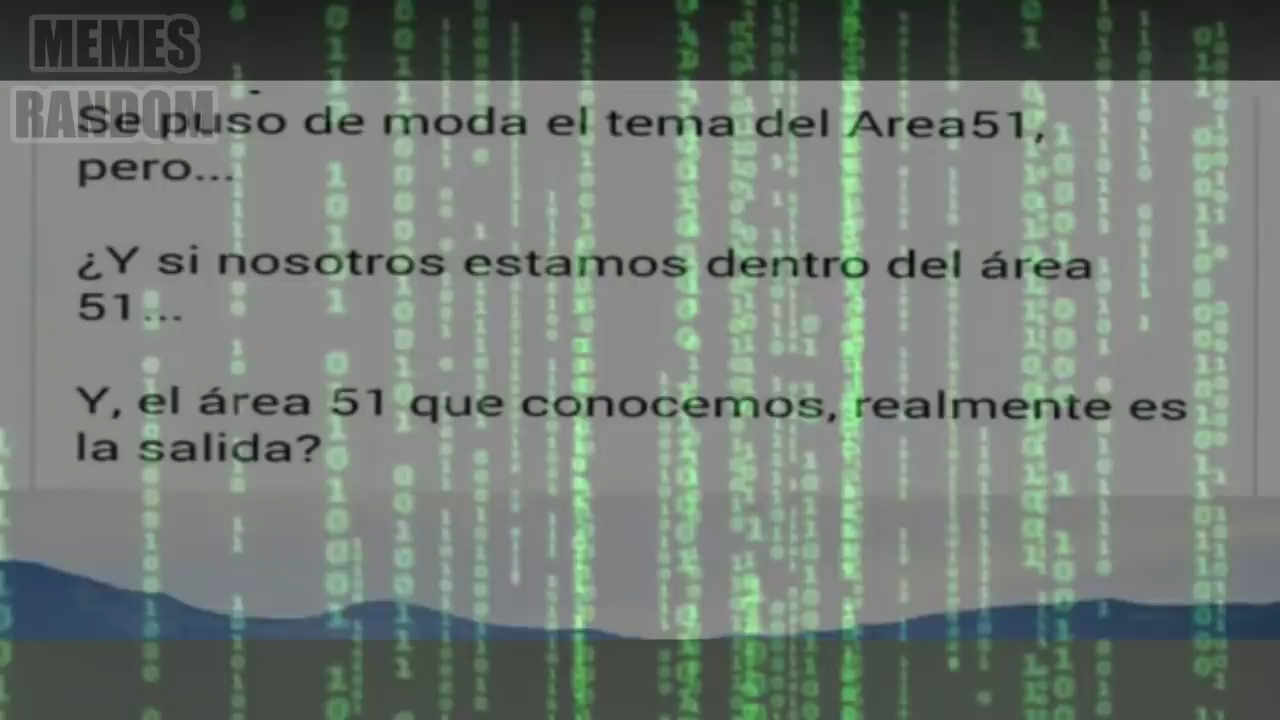 MEMES
RANDOM
Se puso de moda el tema del Area51,
pero...
¿Y si nosotros estamos dentro del área
51...
Y, el área 51 que conocemos, realmente es
la salida?